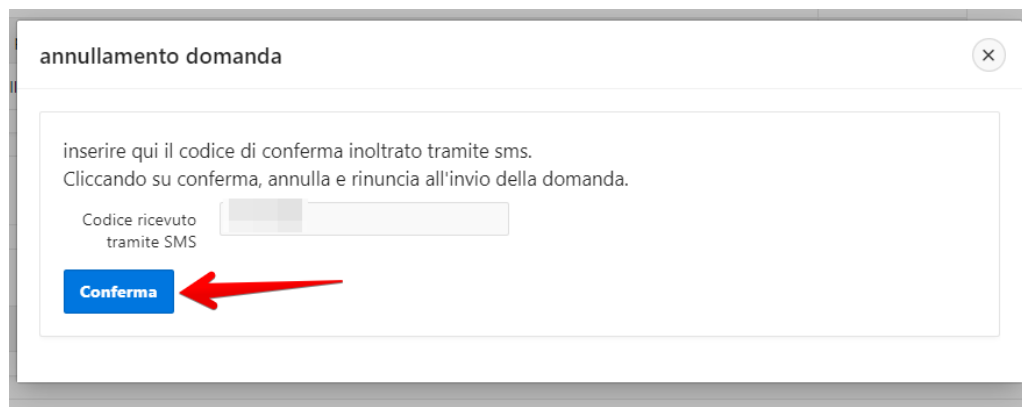 annullamento domanda
inserire qui il codice di conferma inoltrato tramite sms.
Cliccando su conferma, annulla e rinuncia all'invio della domanda.
Codice ricevuto
tramite SMS
Conferma